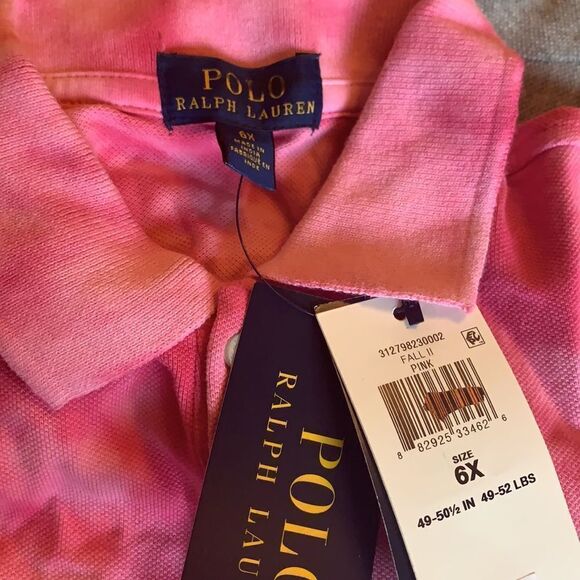 POLO
RALPH LAUREN
6X
MADE IN
INDIA
FABRIQUE EN
INDE
POLO
RALPH LAU
312798230002
FALL II
PINK
8 82925 33462 6
SIZE
6X
49-50½ IN 49-52 LBS